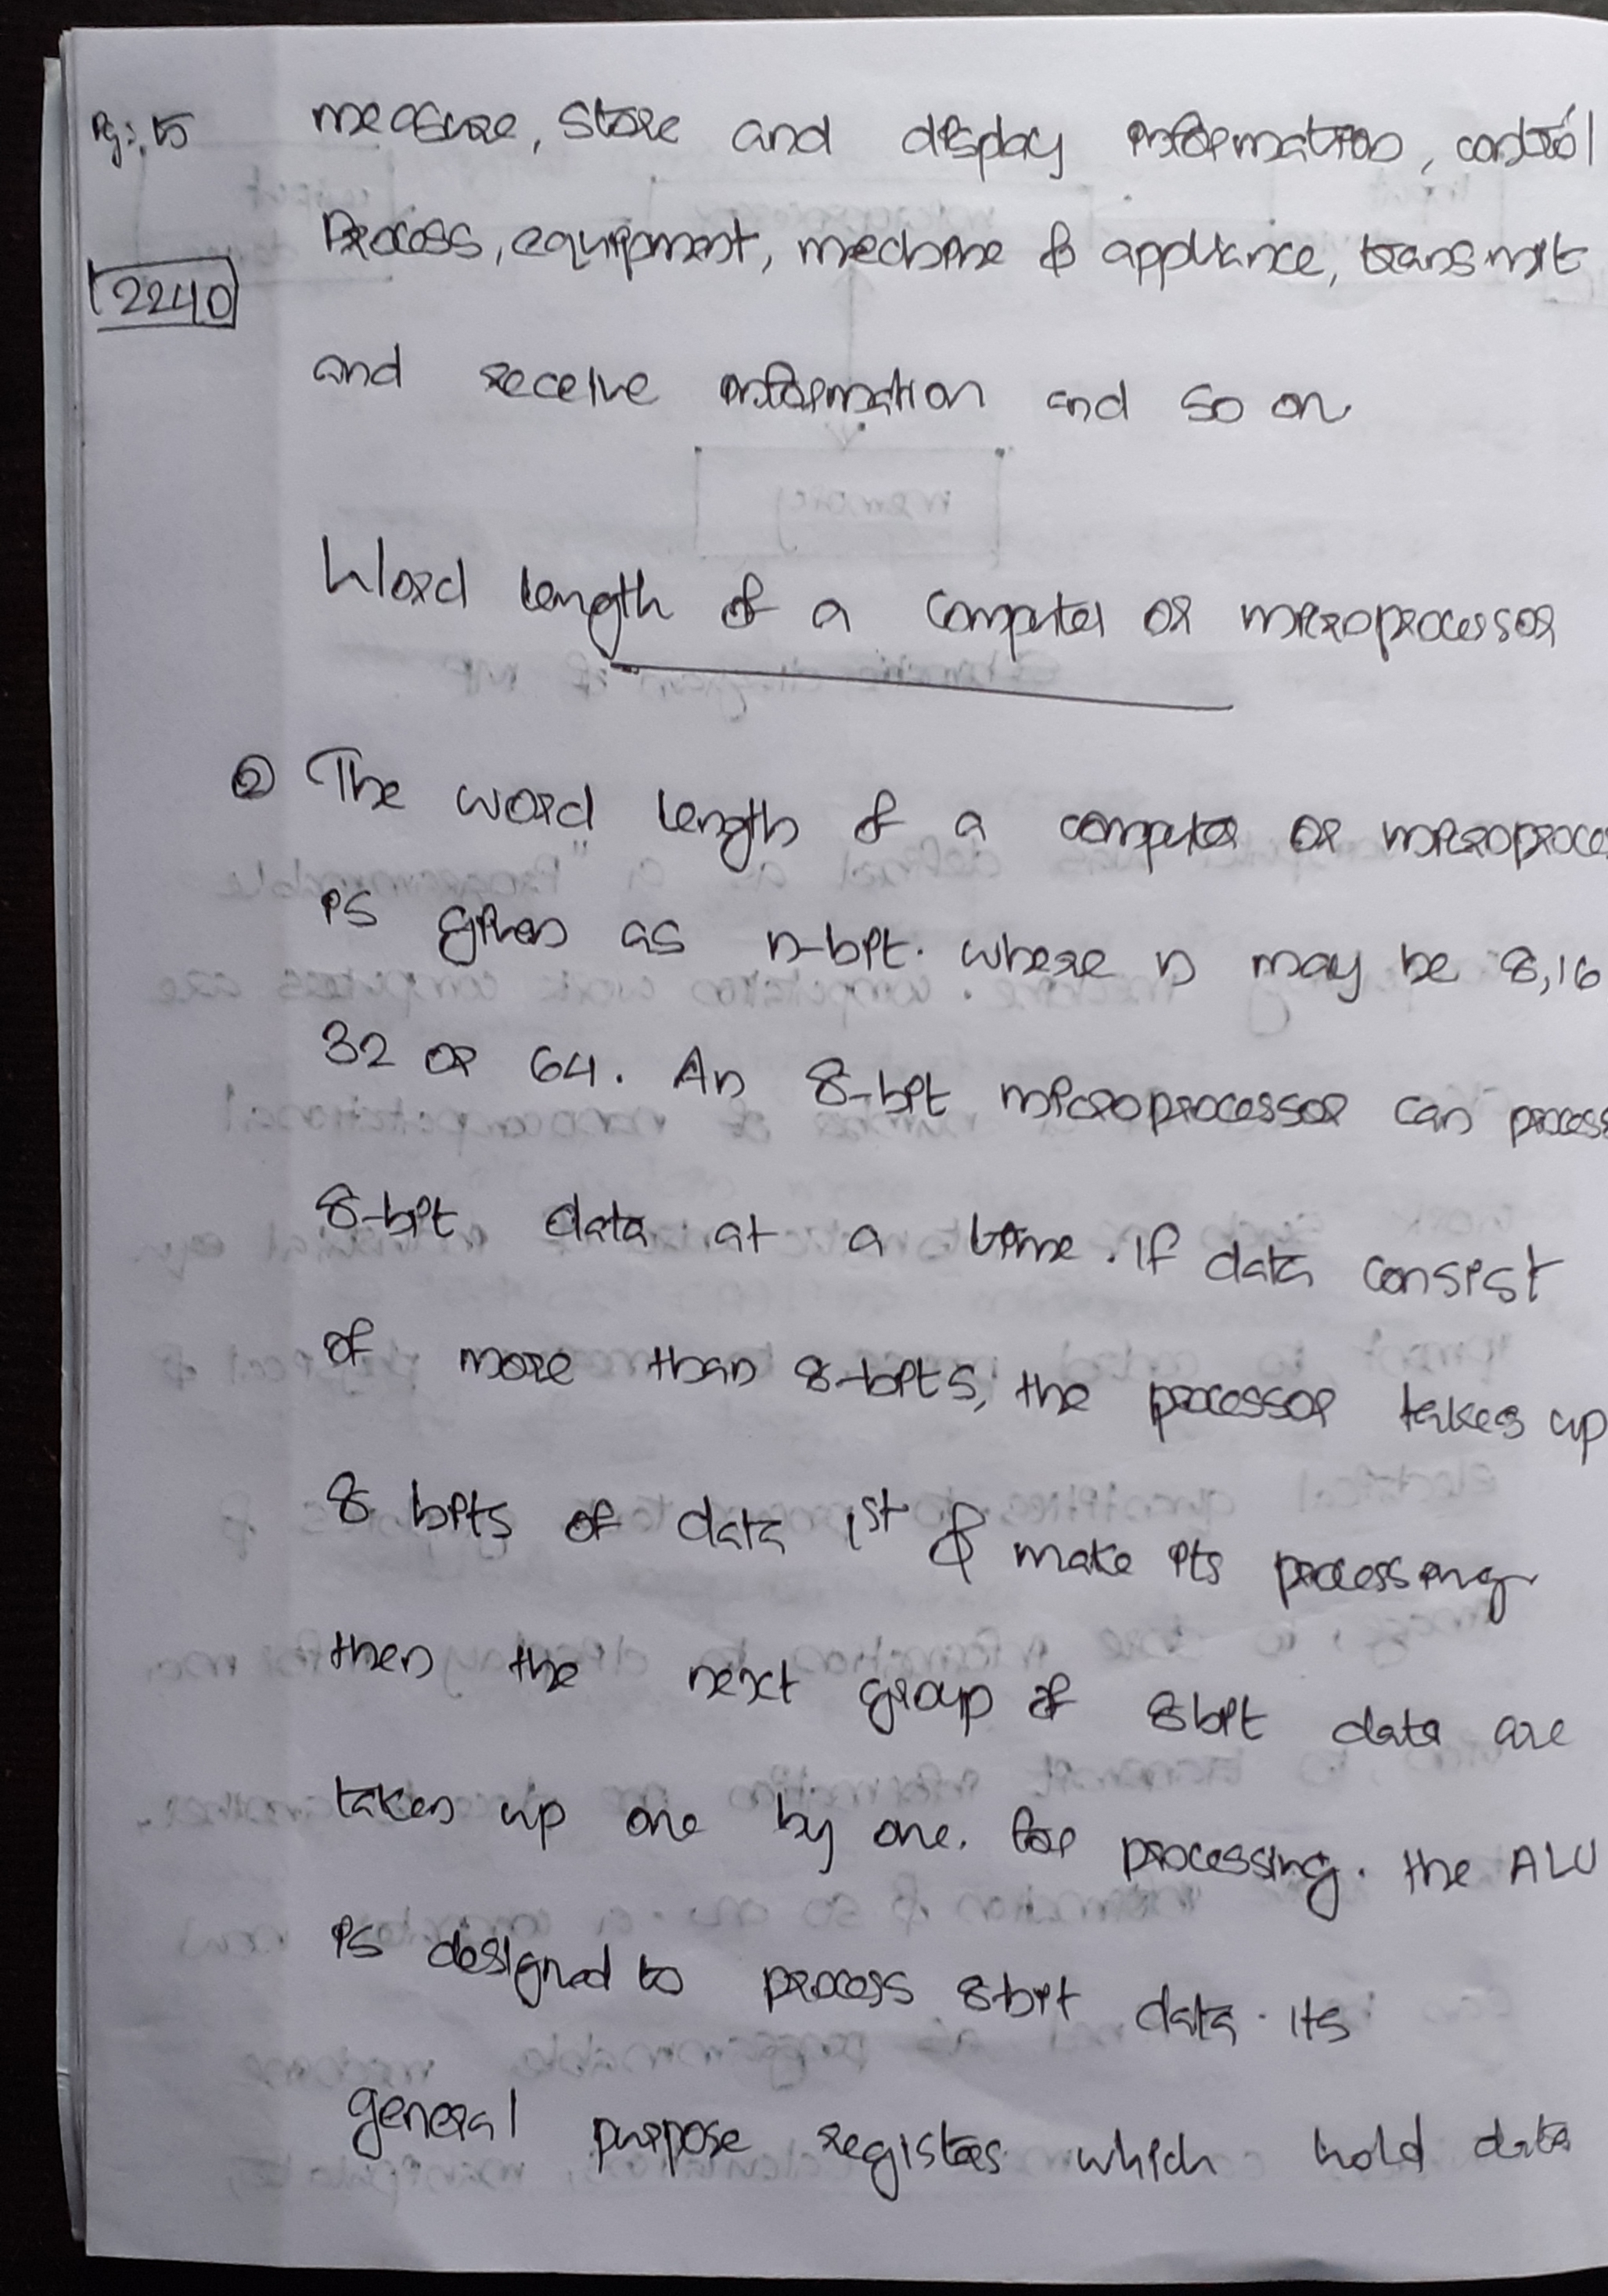 Pg:. 15
measure, store and display information, control
Process, equipment, mechine & appliance, transmit
2240
and receive information and so on
Word length of a computer or microprocessor
② The word length of a computer or microproces
is given as n-bit. where n may be 8,16
32 or 64. An 8-bit microprocessor can process
8-bit data at a time. If data consist
of more than 8-bits, the processor takes up
8 bits of data 1st & make its processing
then the next group of 8bit data are
taken up one by one. for processing. the ALU
is designed to process 8-bit data. its
general purpose registers which hold data